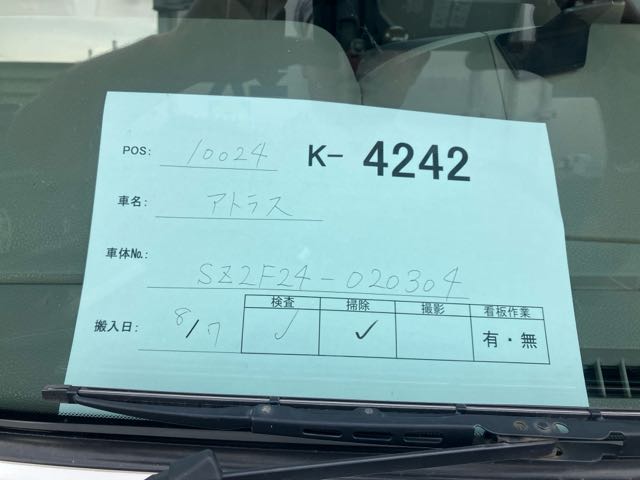 POS: 10024 K- 4242
車名: アトラス
車体No.: SZ2F24-020304
搬入日: 8/7
検査 掃除 撮影 看板作業
✓ ✓ 有・無